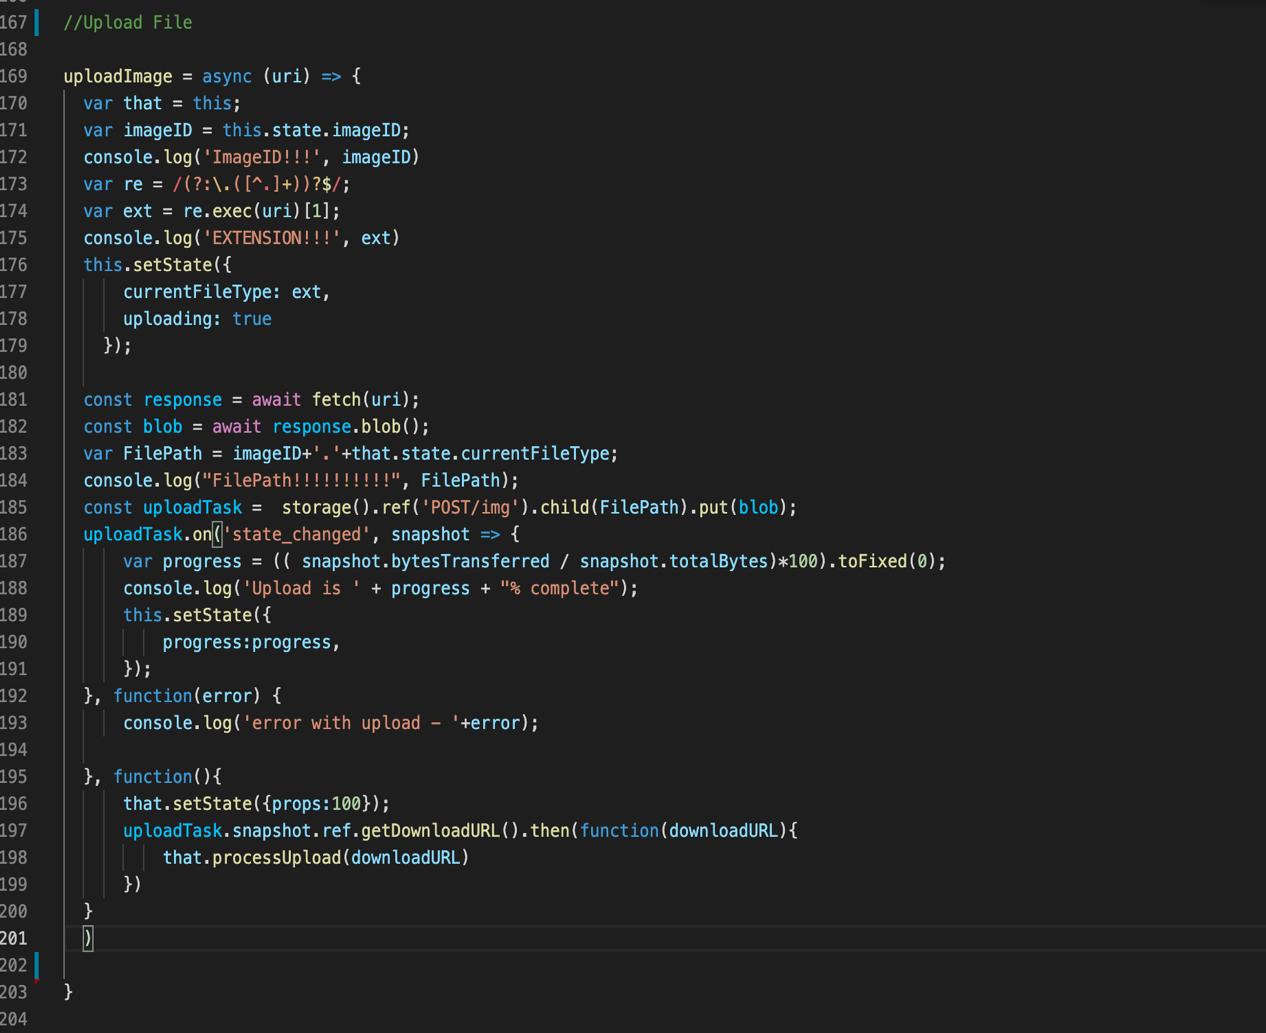 167 //Upload File
168
169 uploadImage = async (uri) => {
170 var that = this;
171 var imageID = this.state.imageID;
172 console.log('ImageID!!!', imageID)
173 var re = /(?:\.([^.]+))?$/;
174 var ext = re.exec(uri)[1];
175 console.log('EXTENSION!!!', ext)
176 this.setState({
177 currentFileType: ext,
178 uploading: true
179 });
180
181 const response = await fetch(uri);
182 const blob = await response.blob();
183 var FilePath = imageID+'.'+that.state.currentFileType;
184 console.log("FilePath!!!!!!!!!!", FilePath);
185 const uploadTask =  storage().ref('POST/img').child(FilePath).put(blob);
186 uploadTask.on('state_changed', snapshot => {
187 var progress = (( snapshot.bytesTransferred / snapshot.totalBytes)*100).toFixed(0);
188 console.log('Upload is ' + progress + "% complete");
189 this.setState({
190 progress:progress,
191 });
192 }, function(error) {
193 console.log('error with upload - '+error);
194
195 }, function(){
196 that.setState({props:100});
197 uploadTask.snapshot.ref.getDownloadURL().then(function(downloadURL){
198 that.processUpload(downloadURL)
199 })
200 }
201 )
202
203 }
204